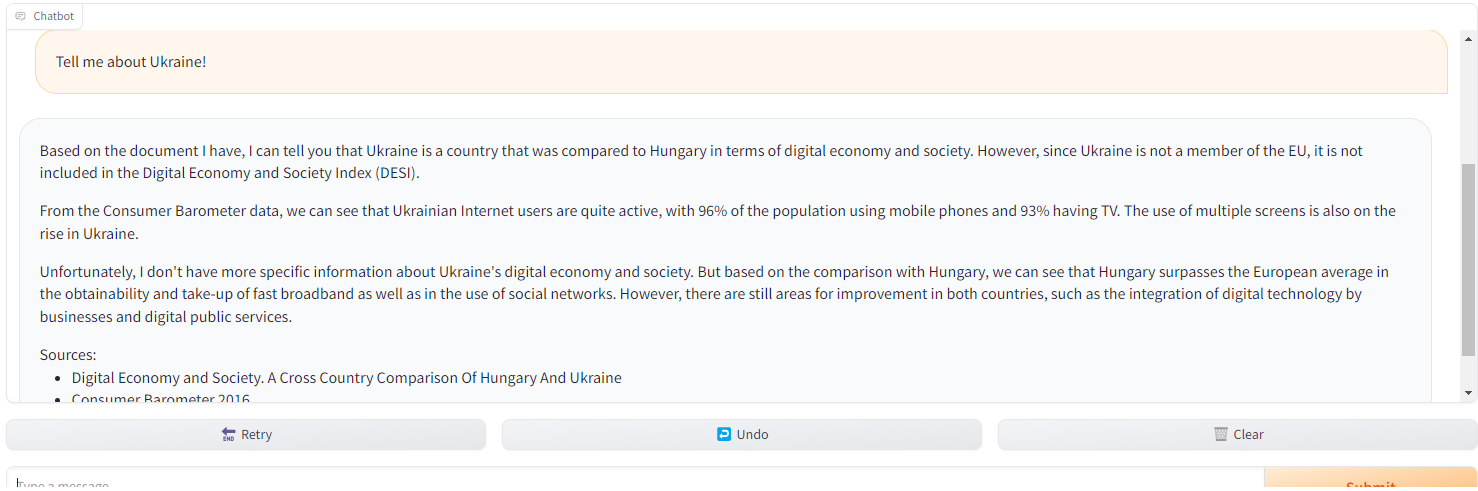 Chatbot
Tell me about Ukraine!
Based on the document I have, I can tell you that Ukraine is a country that was compared to Hungary in terms of digital economy and society. However, since Ukraine is not a member of the EU, it is not
included in the Digital Economy and Society Index (DESI).
From the Consumer Barometer data, we can see that Ukrainian Internet users are quite active, with 96% of the population using mobile phones and 93% having TV. The use of multiple screens is also on the
rise in Ukraine.
Unfortunately, I don't have more specific information about Ukraine's digital economy and society. But based on the comparison with Hungary, we can see that Hungary surpasses the European average in
the obtainability and take-up of fast broadband as well as in the use of social networks. However, there are still areas for improvement in both countries, such as the integration of digital technology by
businesses and digital public services.
Sources:
• Digital Economy and Society. A Cross Country Comparison Of Hungary And Ukraine
• Consumer Barometer 2016
END Retry
Undo
Clear
Type a message
Submit